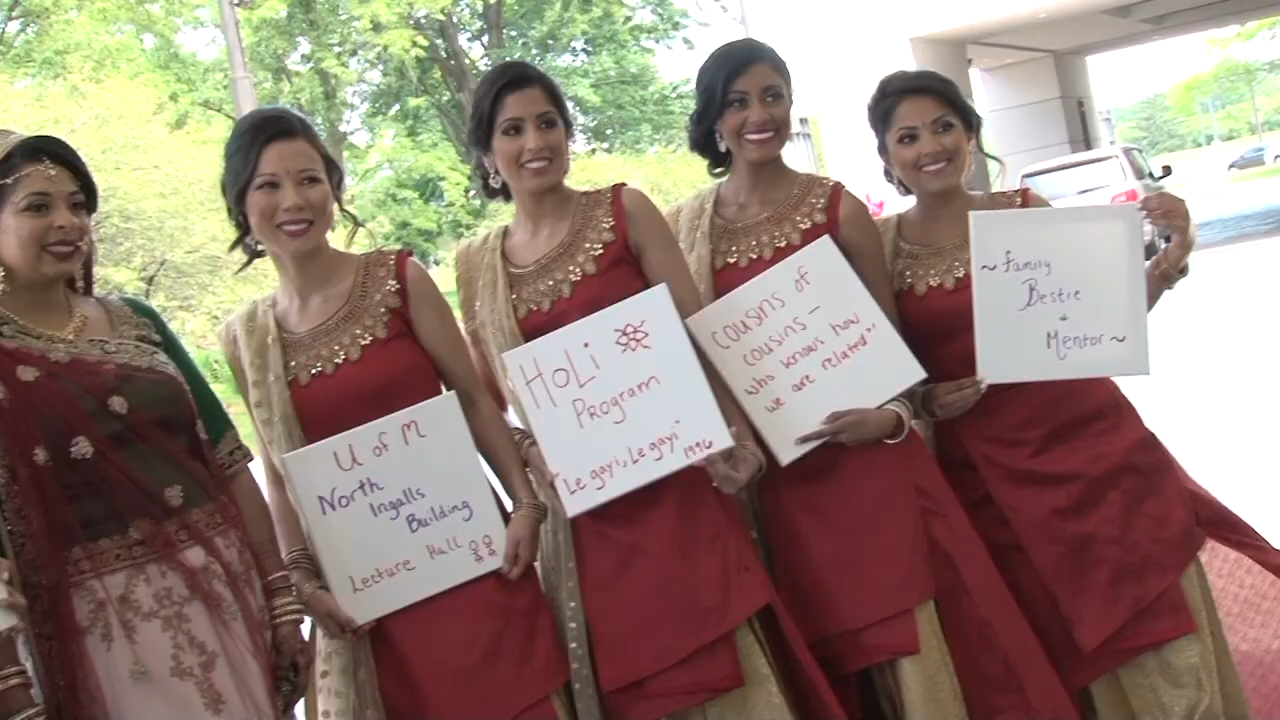 U of M
North
Ingalls
Building
Lecture Hall
HoLi
Program
"Le gayi, Le gayi"
1996
cousins of
cousins -
who knows how
we are related?!
~ family
Bestie
+
Mentor ~